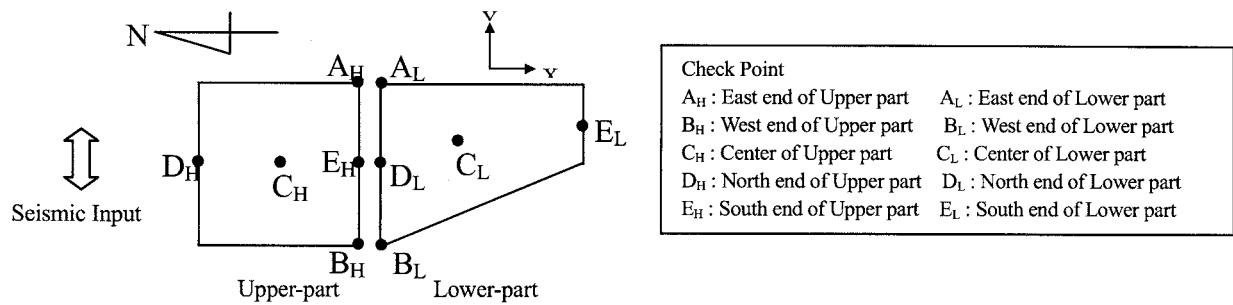 N
Y
Y
A_H
A_L
E_L
D_H
C_H
E_H
D_L
C_L
B_H
B_L
Seismic Input
Upper-part
Lower-part
Check Point
A_H : East end of Upper part A_L : East end of Lower part
B_H : West end of Upper part B_L : West end of Lower part
C_H : Center of Upper part C_L : Center of Lower part
D_H : North end of Upper part D_L : North end of Lower part
E_H : South end of Upper part E_L : South end of Lower part